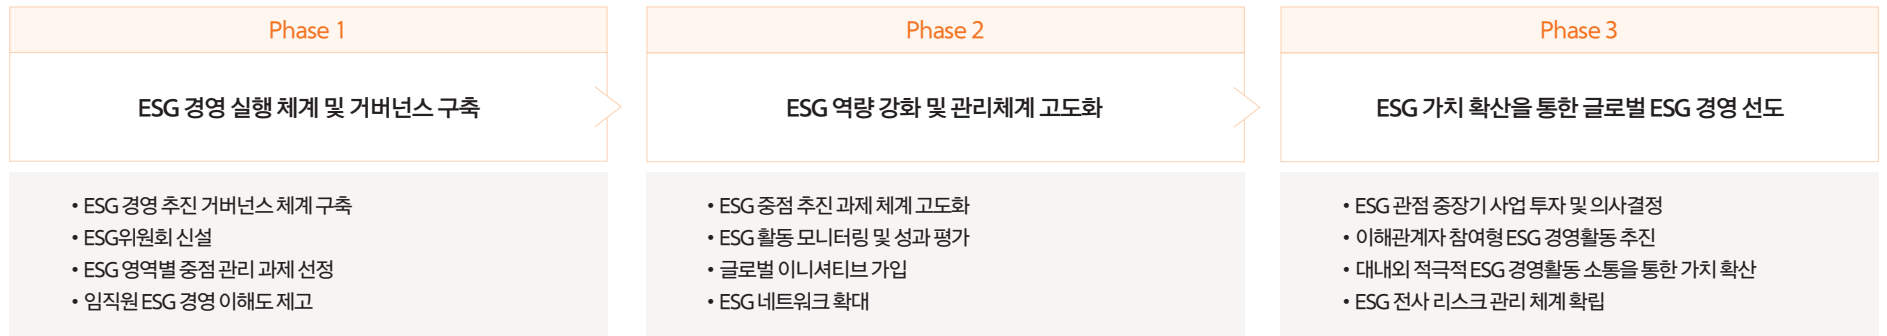 Phase 1
ESG 경영 실행 체계 및 거버넌스 구축
• ESG 경영 추진 거버넌스 체계 구축
• ESG위원회 신설
• ESG 영역별 중점 관리 과제 선정
• 임직원 ESG 경영 이해도 제고
Phase 2
ESG 역량 강화 및 관리체계 고도화
• ESG 중점 추진 과제 체계 고도화
• ESG 활동 모니터링 및 성과 평가
• 글로벌 이니셔티브 가입
• ESG 네트워크 확대
Phase 3
ESG 가치 확산을 통한 글로벌 ESG 경영 선도
• ESG 관점 중장기 사업 투자 및 의사결정
• 이해관계자 참여형 ESG 경영활동 추진
• 대내외 적극적 ESG 경영활동 소통을 통한 가치 확산
• ESG 전사 리스크 관리 체계 확립